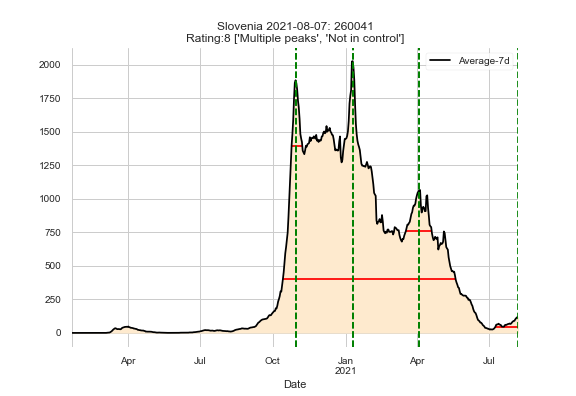 Slovenia 2021-08-07: 260041
Rating:8 ['Multiple peaks', 'Not in control']
Average-7d
2000
1750
1500
1250
1000
750
500
250
0
Apr Jul Oct Jan Apr Jul
2021
Date